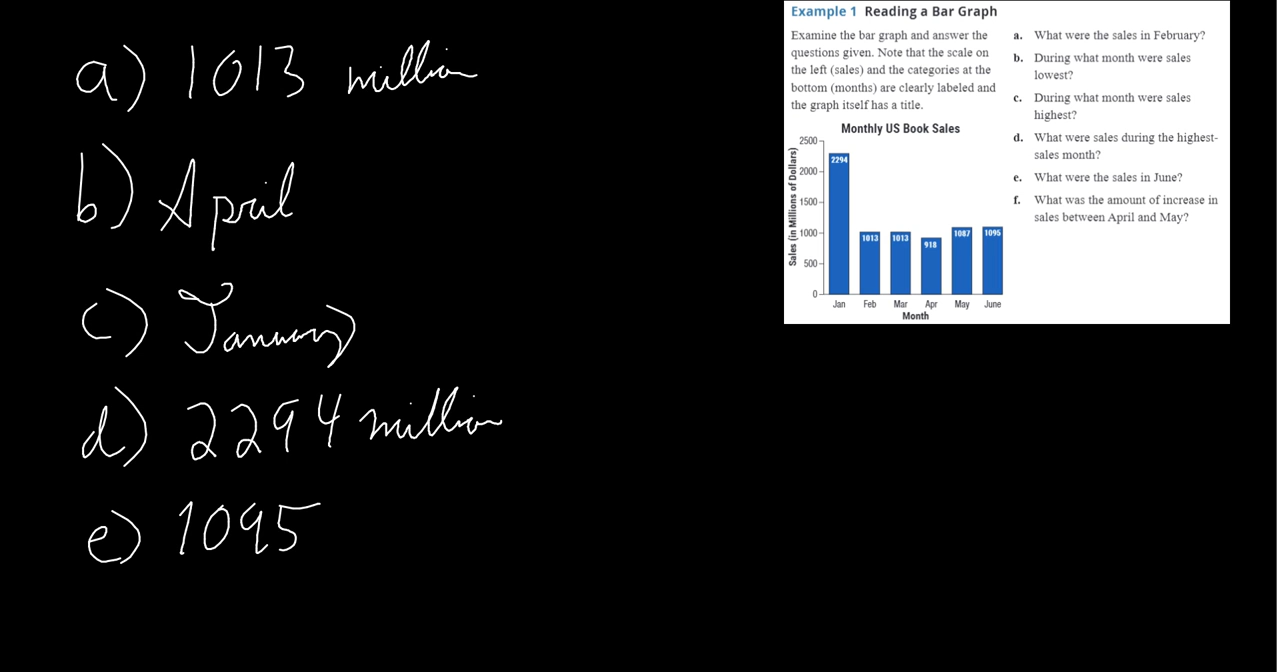 a) 1013 million
b) April
c) January
d) 2294 million
e) 1095
Example 1 Reading a Bar Graph
Examine the bar graph and answer the
questions given. Note that the scale on
the left (sales) and the categories at the
bottom (months) are clearly labeled and
the graph itself has a title.
Monthly US Book Sales
Sales (in Millions of Dollars)
2500
2000
1500
1000
500
0
2294
1013
1013
918
1087
1095
Jan Feb Mar Apr May June
Month
a. What were the sales in February?
b. During what month were sales
lowest?
c. During what month were sales
highest?
d. What were sales during the highest-
sales month?
e. What were the sales in June?
f. What was the amount of increase in
sales between April and May?